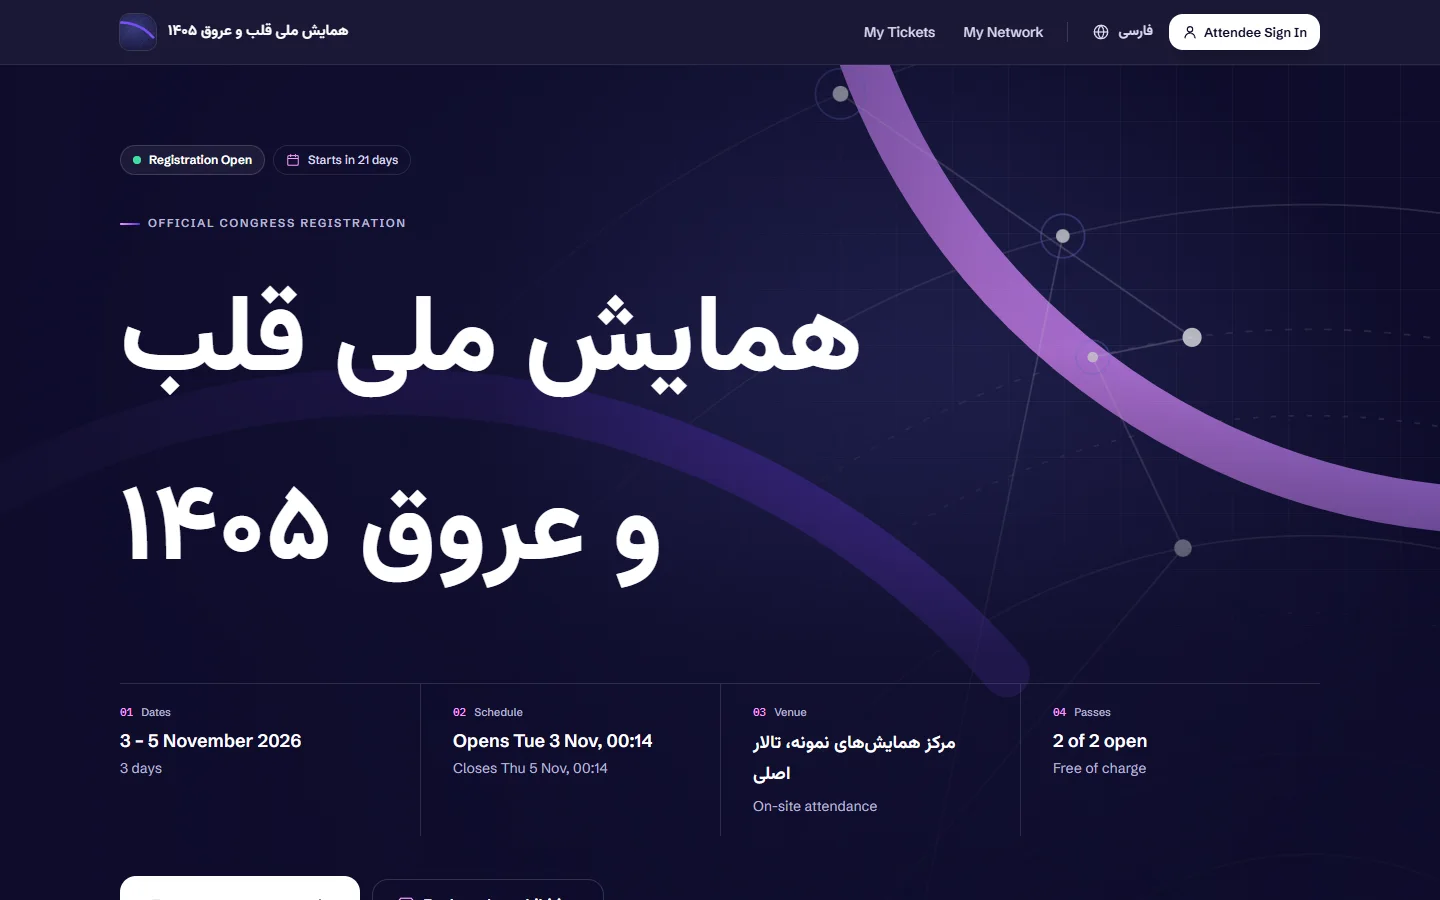 همایش ملی قلب و عروق ۱۴۰۵
My Tickets
My Network
فارسی
Attendee Sign In
Registration Open
Starts in 21 days
OFFICIAL CONGRESS REGISTRATION
همایش ملی قلب
و عروق ۱۴۰۵
01 Dates
3 – 5 November 2026
3 days
02 Schedule
Opens Tue 3 Nov, 00:14
Closes Thu 5 Nov, 00:14
03 Venue
مرکز همایش‌های نمونه، تالار
اصلی
On-site attendance
04 Passes
2 of 2 open
Free of charge